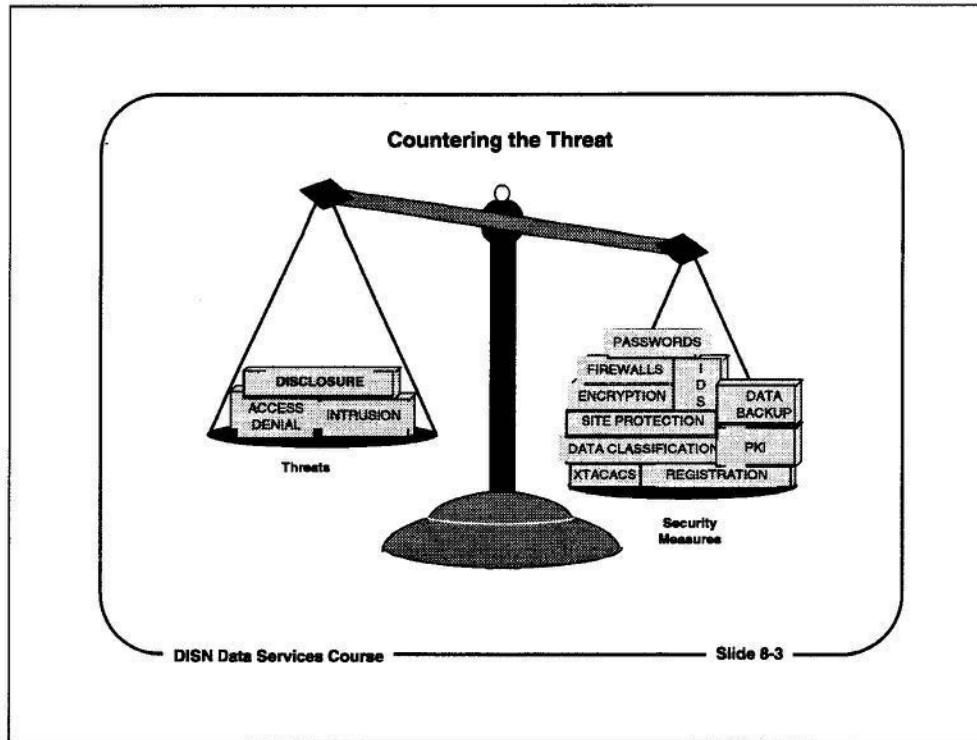 Countering the Threat
DISCLOSURE
ACCESS
DENIAL
INTRUSION
Threats
PASSWORDS
FIREWALLS
IDS
ENCRYPTION
DATA
BACKUP
SITE PROTECTION
DATA CLASSIFICATION
PKI
XTACACS
REGISTRATION
Security
Measures
DISN Data Services Course
Slide 8-3